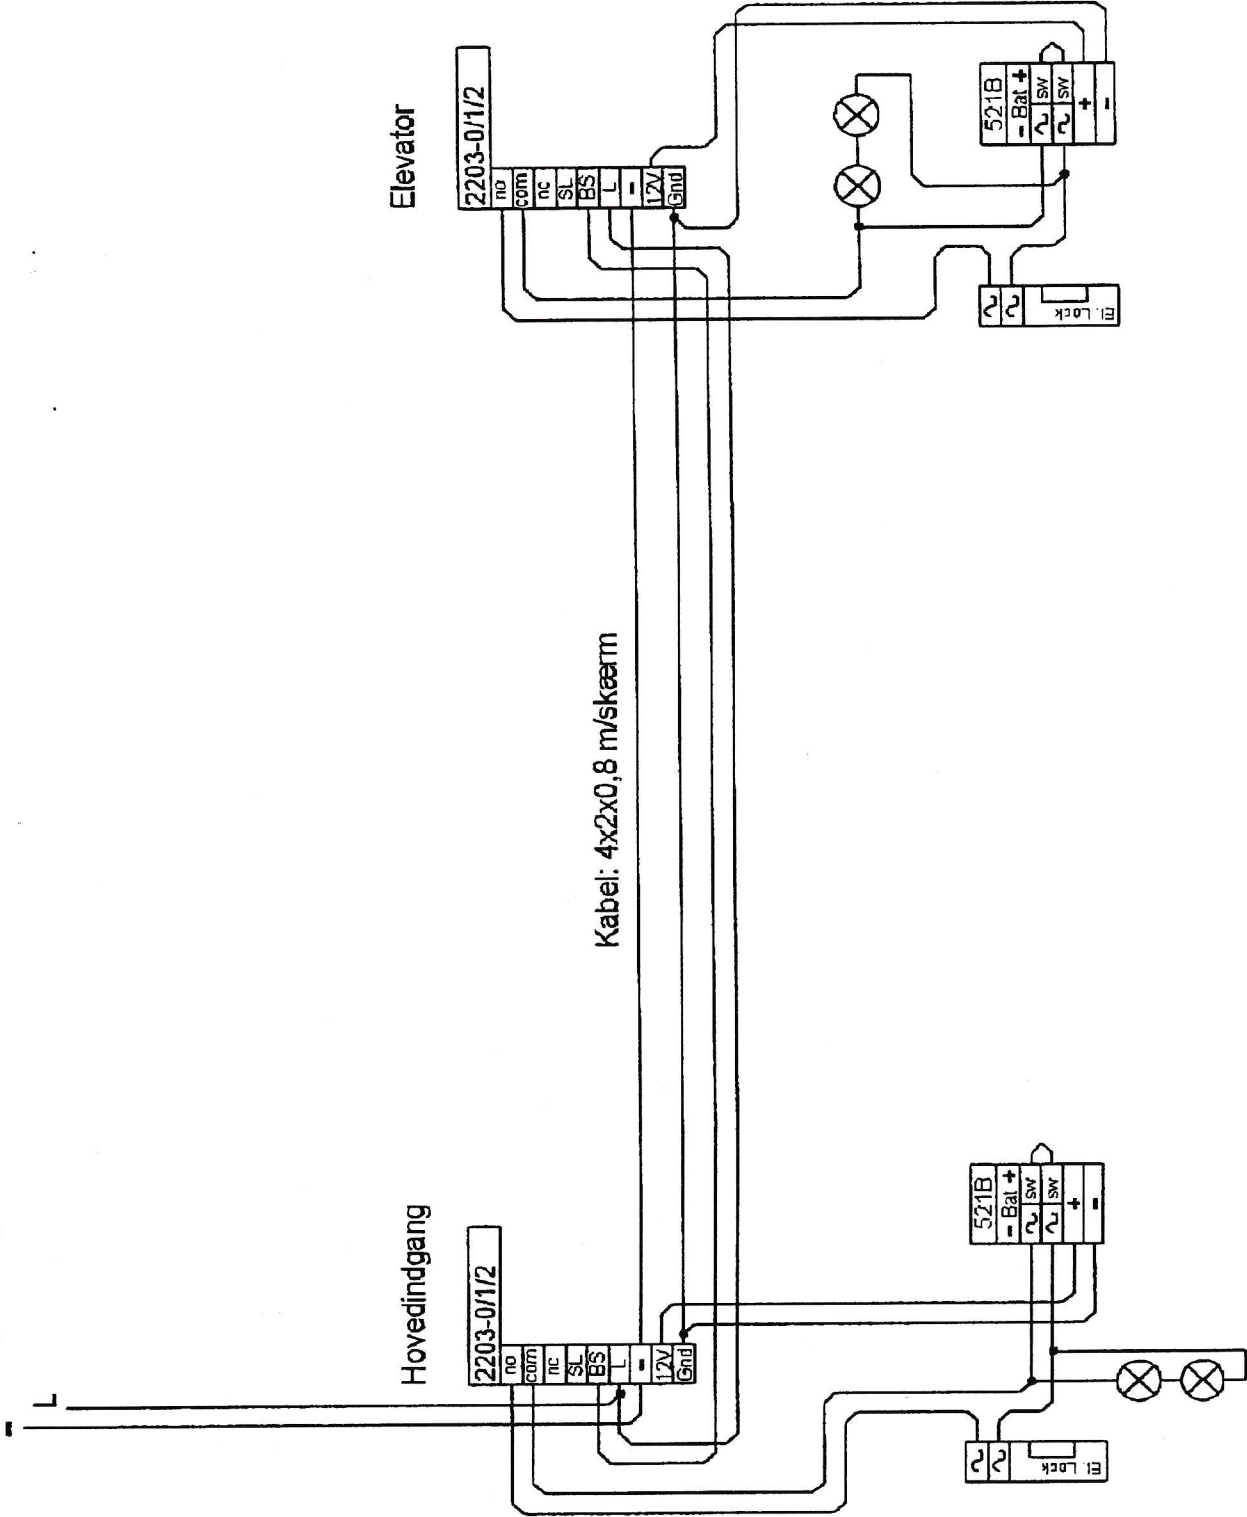 Elevator
2203-0/1/2
no
com
nc
SL
BS
L
-
12V
Gnd
521B
- Bat +
~ SW
~ SW
+
-
~
~
El. Lock
Kabel: 4x2x0,8 m/skærm
Hovedindgang
2203-0/1/2
no
com
nc
SL
BS
L
-
12V
Gnd
521B
- Bat +
~ SW
~ SW
+
-
~
~
El. Lock
L
-